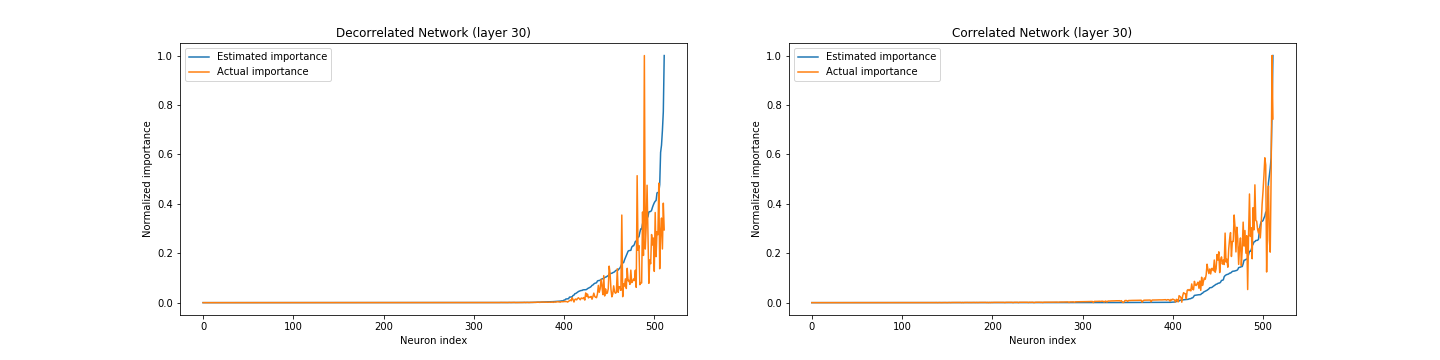 Decorrelated Network (layer 30)
Estimated importance
Actual importance
1.0
0.8
0.6
0.4
0.2
0.0
Normalized importance
0 100 200 300 400 500
Neuron index
Correlated Network (layer 30)
Estimated importance
Actual importance
1.0
0.8
0.6
0.4
0.2
0.0
Normalized importance
0 100 200 300 400 500
Neuron index